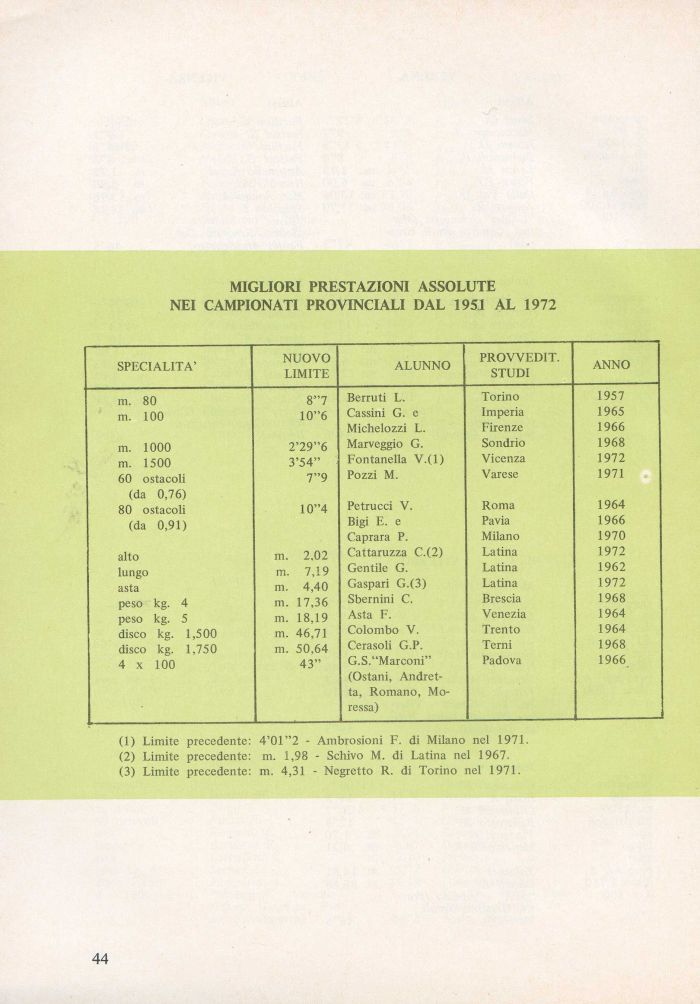 MIGLIORI PRESTAZIONI ASSOLUTE
NEI CAMPIONATI PROVINCIALI DAL 1951 AL 1972
SPECIALITA' NUOVO LIMITE ALUNNO PROVVEDIT. STUDI ANNO
m. 80 8"7 Berruti L. Torino 1957
m. 100 10"6 Cassini G. e Imperia 1965
Michelozzi L. Firenze 1966
m. 1000 2'29"6 Marveggio G. Sondrio 1968
m. 1500 3'54" Fontanella V.(1) Vicenza 1972
60 ostacoli 7"9 Pozzi M. Varese 1971
(da 0,76)
80 ostacoli 10"4 Petrucci V. Roma 1964
(da 0,91) Bigi E. e Pavia 1966
Caprara P. Milano 1970
alto m. 2,02 Cattaruzza C.(2) Latina 1972
lungo m. 7,19 Gentile G. Latina 1962
asta m. 4,40 Gaspari G.(3) Latina 1972
peso kg. 4 m. 17,36 Sbernini C. Brescia 1968
peso kg. 5 m. 18,19 Asta F. Venezia 1964
disco kg. 1,500 m. 46,71 Colombo V. Trento 1964
disco kg. 1,750 m. 50,64 Cerasoli G.P. Terni 1968
4 x 100 43" G.S."Marconi" Padova 1966
(Ostani, Andret-
ta, Romano, Mo-
ressa)
(1) Limite precedente: 4'01"2 - Ambrosioni F. di Milano nel 1971.
(2) Limite precedente: m. 1,98 - Schivo M. di Latina nel 1967.
(3) Limite precedente: m. 4,31 - Negretto R. di Torino nel 1971.
44